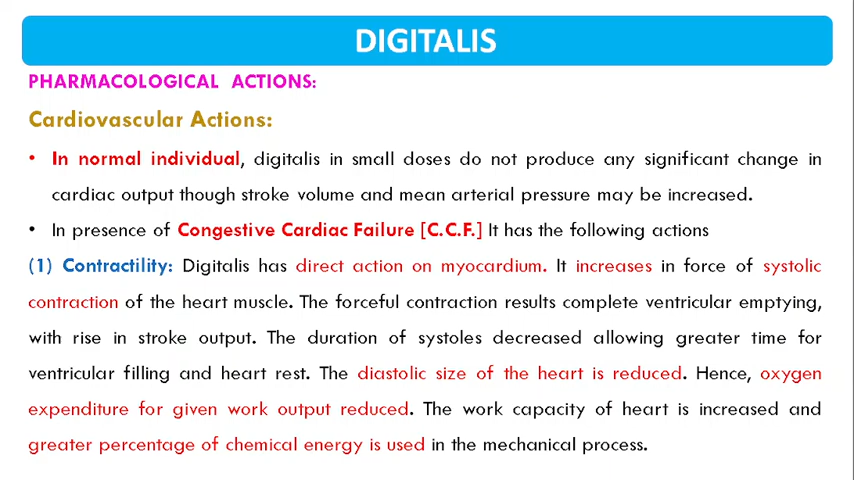 DIGITALIS
PHARMACOLOGICAL ACTIONS:
Cardiovascular Actions:
• In normal individual, digitalis in small doses do not produce any significant change in
cardiac output though stroke volume and mean arterial pressure may be increased.
• In presence of Congestive Cardiac Failure [C.C.F.] It has the following actions
(1) Contractility: Digitalis has direct action on myocardium. It increases in force of systolic
contraction of the heart muscle. The forceful contraction results complete ventricular emptying,
with rise in stroke output. The duration of systoles decreased allowing greater time for
ventricular filling and heart rest. The diastolic size of the heart is reduced. Hence, oxygen
expenditure for given work output reduced. The work capacity of heart is increased and
greater percentage of chemical energy is used in the mechanical process.